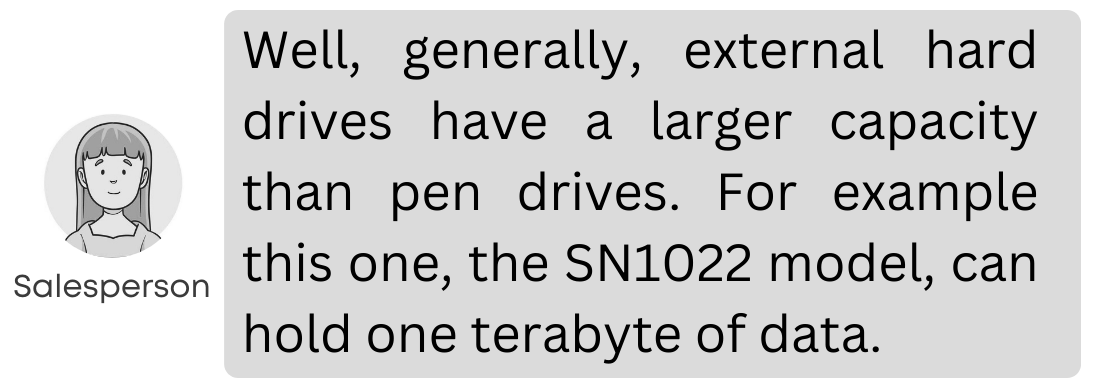 Well, generally, external hard
drives have a larger capacity
than pen drives. For example
this one, the SN1022 model, can
hold one terabyte of data.
Salesperson